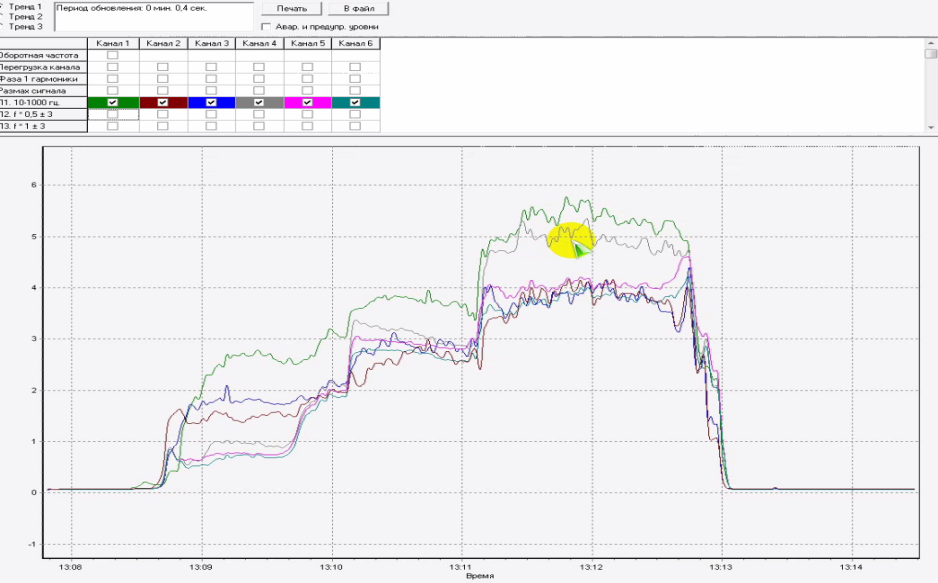 Тренд 1
Тренд 2
Тренд 3
Период обновления: 0 мин. 0,4 сек.
Печать
В файл
Авар. и предупр. уровни
Канал 1 Канал 2 Канал 3 Канал 4 Канал 5 Канал 6
Оборотная частота
Перегрузка канала
Фаза 1 гармоники
Размах сигнала
П1. 10-1000 гц.
П2. f * 0,5 ± 3
П3. f * 1 ± 3
6
5
4
3
2
1
0
-1
13:08 13:09 13:10 13:11 13:12 13:13 13:14
Время